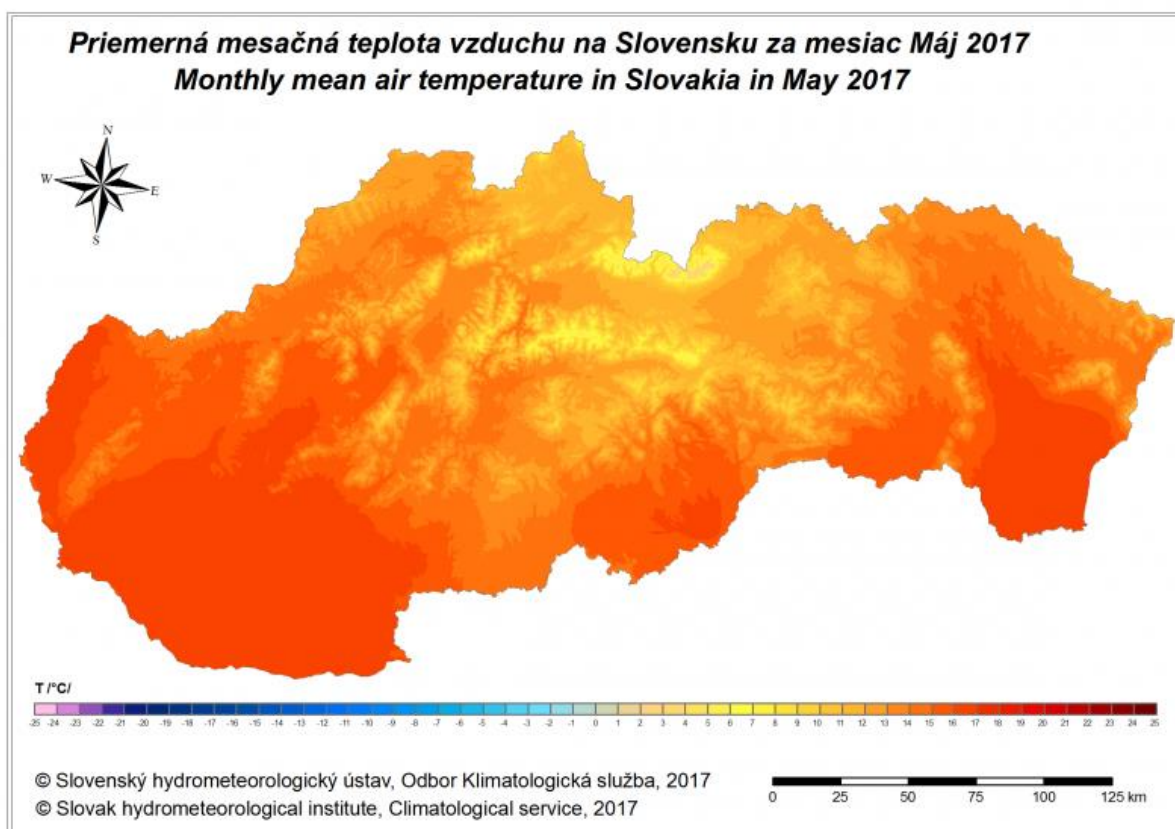 Priemerná mesačná teplota vzduchu na Slovensku za mesiac Máj 2017
Monthly mean air temperature in Slovakia in May 2017
N
W E
S
T /°C/
-25 -24 -23 -22 -21 -20 -19 -18 -17 -16 -15 -14 -13 -12 -11 -10 -9 -8 -7 -6 -5 -4 -3 -2 -1 0 1 2 3 4 5 6 7 8 9 10 11 12 13 14 15 16 17 18 19 20 21 22 23 24 25
© Slovenský hydrometeorologický ústav, Odbor Klimatologická služba, 2017
© Slovak hydrometeorological institute, Climatological service, 2017
0 25 50 75 100 125 km